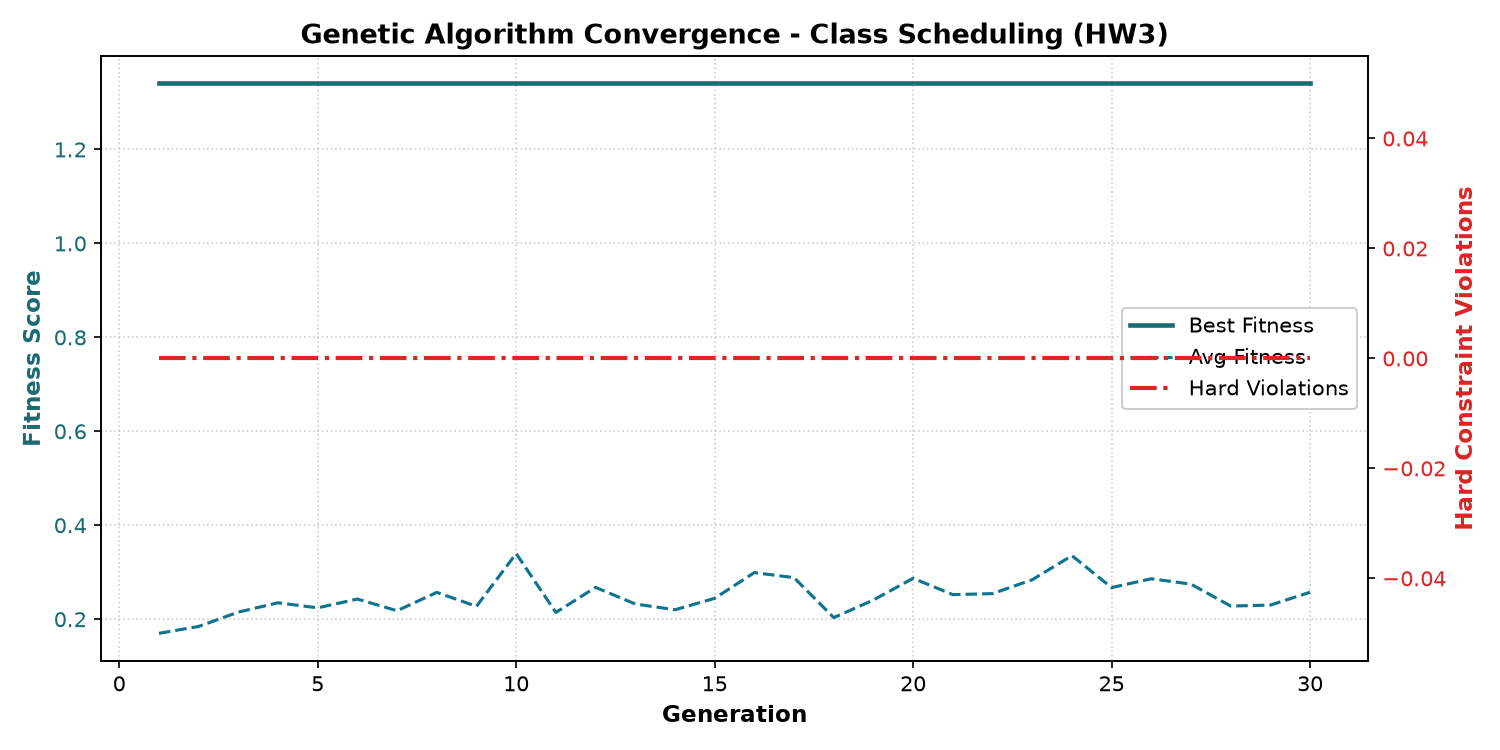 Genetic Algorithm Convergence - Class Scheduling (HW3)
Fitness Score
1.2
1.0
0.8
0.6
0.4
0.2
0.04
0.02
0.00
−0.02
−0.04
Hard Constraint Violations
Best Fitness
Avg Fitness
Hard Violations
0 5 10 15 20 25 30
Generation